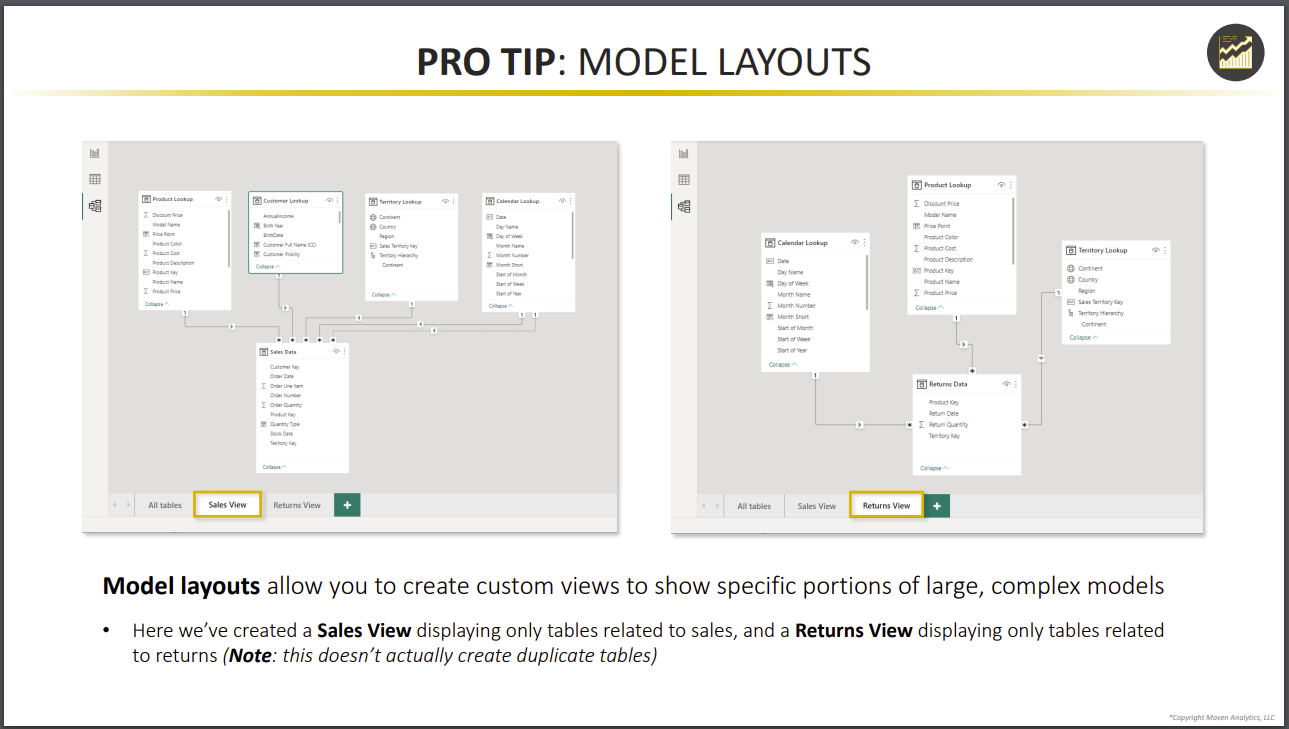 PRO TIP: MODEL LAYOUTS
Product Lookup
Discount Price
Model Name
Price Point
Product Color
Product Cost
Product Description
Product Key
Product Name
Product Price
Collapse
1
Customer Lookup
AnnualIncome
Birth Year
BirthDate
Customer Full Name (CC)
Customer Priority
Collapse
1
Territory Lookup
Continent
Country
Region
Sales Territory Key
Territory Hierarchy
Continent
Collapse
1
Calendar Lookup
Date
Day Name
Day of Week
Month Name
Month Number
Month Short
Start of Month
Start of Week
Start of Year
Collapse
1 1
* * * * *
Sales Data
Customer Key
Order Date
Order Line Item
Order Number
Order Quantity
Product Key
Quantity Type
Stock Date
Territory Key
Collapse
All tables Sales View Returns View +
Calendar Lookup
Date
Day Name
Day of Week
Month Name
Month Number
Month Short
Start of Month
Start of Week
Start of Year
Collapse
1
Product Lookup
Discount Price
Model Name
Price Point
Product Color
Product Cost
Product Description
Product Key
Product Name
Product Price
Collapse
1
Territory Lookup
Continent
Country
Region
Sales Territory Key
Territory Hierarchy
Continent
Collapse
1
* * *
Returns Data
Product Key
Return Date
Return Quantity
Territory Key
Collapse
All tables Sales View Returns View +
Model layouts allow you to create custom views to show specific portions of large, complex models
• Here we’ve created a Sales View displaying only tables related to sales, and a Returns View displaying only tables related
to returns (Note: this doesn’t actually create duplicate tables)
*Copyright Maven Analytics, LLC